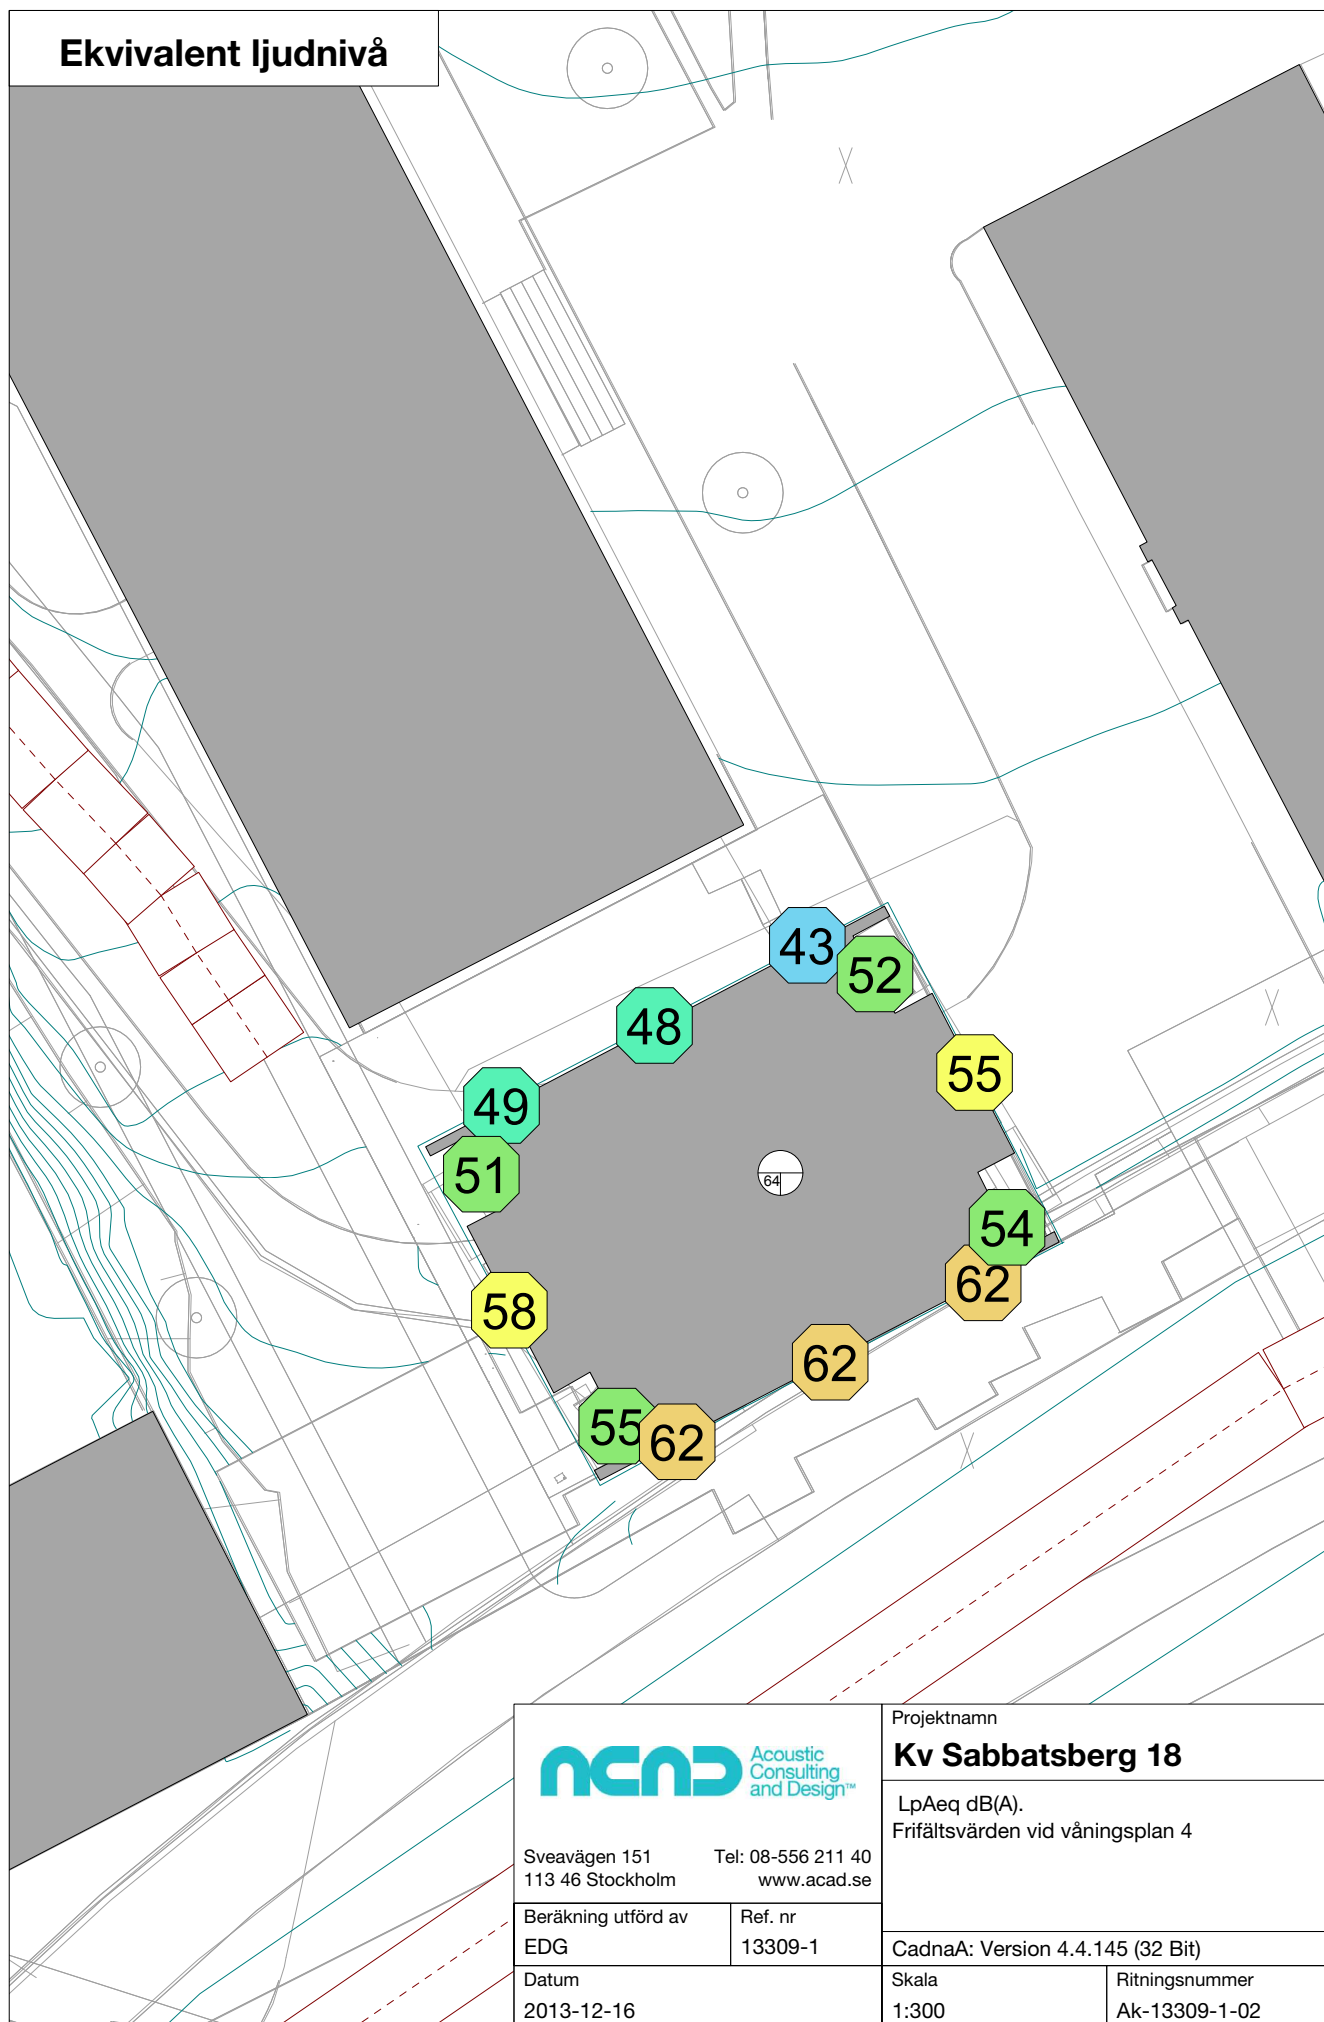 Ekvivalent ljudnivå
43
52
48
55
49
51
64
54
58
62
62
55
62
acad
Acoustic
Consulting
and Design™
Sveavägen 151
113 46 Stockholm
Tel: 08-556 211 40
www.acad.se
Beräkning utförd av
EDG
Ref. nr
13309-1
Datum
2013-12-16
Projektnamn
Kv Sabbatsberg 18
LpAeq dB(A).
Frifältsvärden vid våningsplan 4
CadnaA: Version 4.4.145 (32 Bit)
Skala
1:300
Ritningsnummer
Ak-13309-1-02